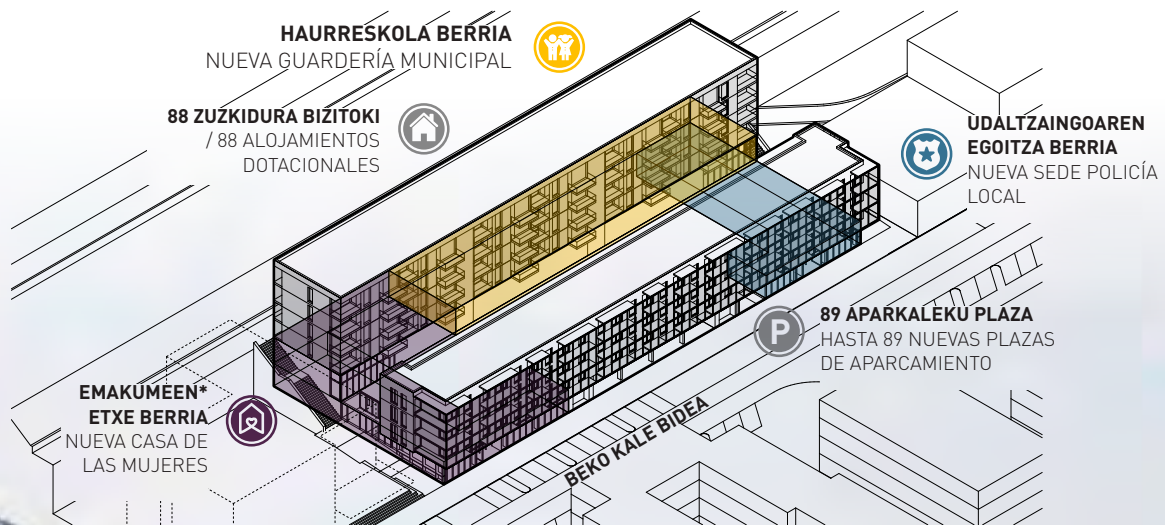 HAURRESKOLA BERRIA
NUEVA GUARDERÍA MUNICIPAL
88 ZUZKIDURA BIZITOKI
/ 88 ALOJAMIENTOS
DOTACIONALES
UDALTZAINGOAREN
EGOITZA BERRIA
NUEVA SEDE POLICÍA
LOCAL
P
89 APARKALEKU PLAZA
HASTA 89 NUEVAS PLAZAS
DE APARCAMIENTO
EMAKUMEEN*
ETXE BERRIA
NUEVA CASA DE
LAS MUJERES
BEKO KALE BIDEA